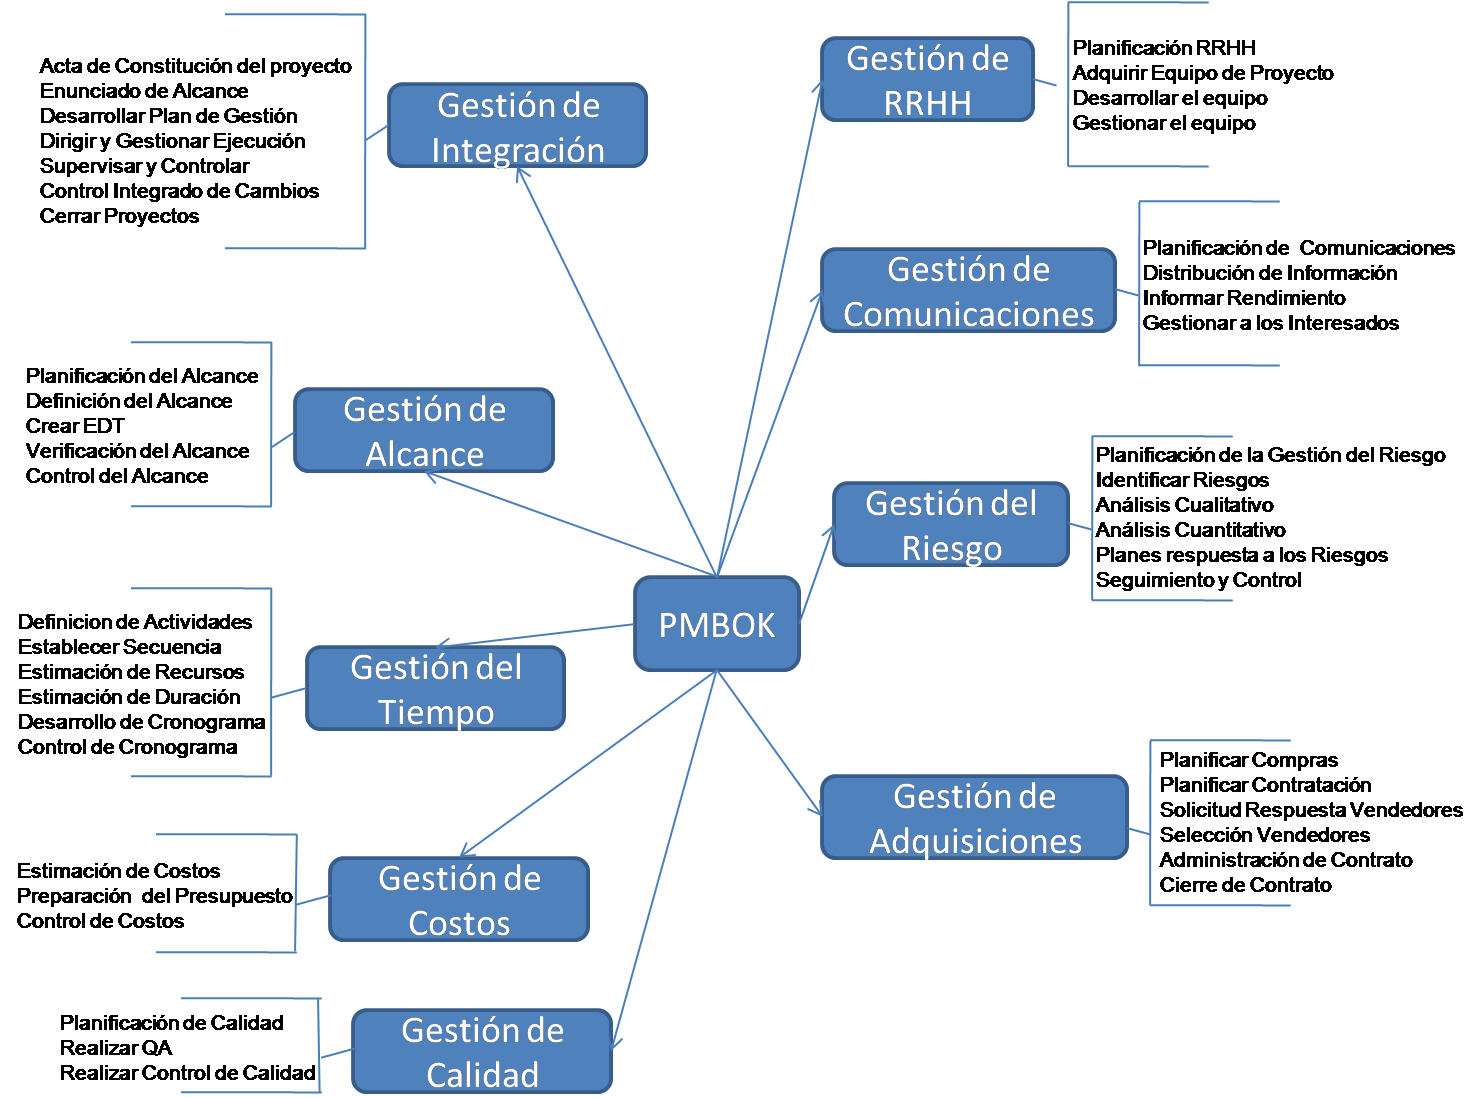 Acta de Constitución del proyecto
Enunciado de Alcance
Desarrollar Plan de Gestión
Dirigir y Gestionar Ejecución
Supervisar y Controlar
Control Integrado de Cambios
Cerrar Proyectos
Gestión de
Integración
Planificación del Alcance
Definición del Alcance
Crear EDT
Verificación del Alcance
Control del Alcance
Gestión de
Alcance
Definicion de Actividades
Establecer Secuencia
Estimación de Recursos
Estimación de Duración
Desarrollo de Cronograma
Control de Cronograma
Gestión del
Tiempo
Estimación de Costos
Preparación  del Presupuesto
Control de Costos
Gestión de
Costos
Planificación de Calidad
Realizar QA
Realizar Control de Calidad
Gestión de
Calidad
PMBOK
Gestión de
RRHH
Planificación RRHH
Adquirir Equipo de Proyecto
Desarrollar el equipo
Gestionar el equipo
Gestión de
Comunicaciones
Planificación de  Comunicaciones
Distribución de Información
Informar Rendimiento
Gestionar a los Interesados
Gestión del
Riesgo
Planificación de la Gestión del Riesgo
Identificar Riesgos
Análisis Cualitativo
Análisis Cuantitativo
Planes respuesta a los Riesgos
Seguimiento y Control
Gestión de
Adquisiciones
Planificar Compras
Planificar Contratación
Solicitud Respuesta Vendedores
Selección Vendedores
Administración de Contrato
Cierre de Contrato